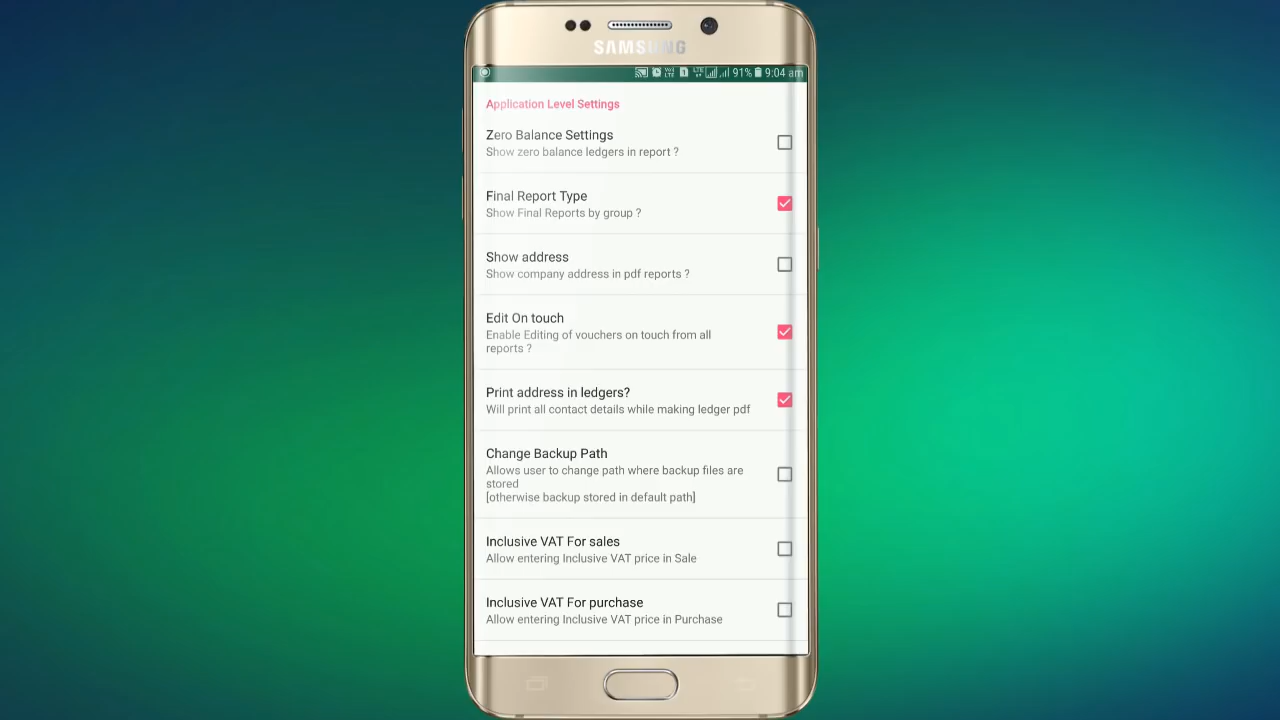 SAMSUNG
VoLTE LTE 91% 9:04 am
Application Level Settings
Zero Balance Settings
Show zero balance ledgers in report ?
Final Report Type
Show Final Reports by group ?
Show address
Show company address in pdf reports ?
Edit On touch
Enable Editing of vouchers on touch from all
reports ?
Print address in ledgers?
Will print all contact details while making ledger pdf
Change Backup Path
Allows user to change path where backup files are
stored
[otherwise backup stored in default path]
Inclusive VAT For sales
Allow entering Inclusive VAT price in Sale
Inclusive VAT For purchase
Allow entering Inclusive VAT price in Purchase